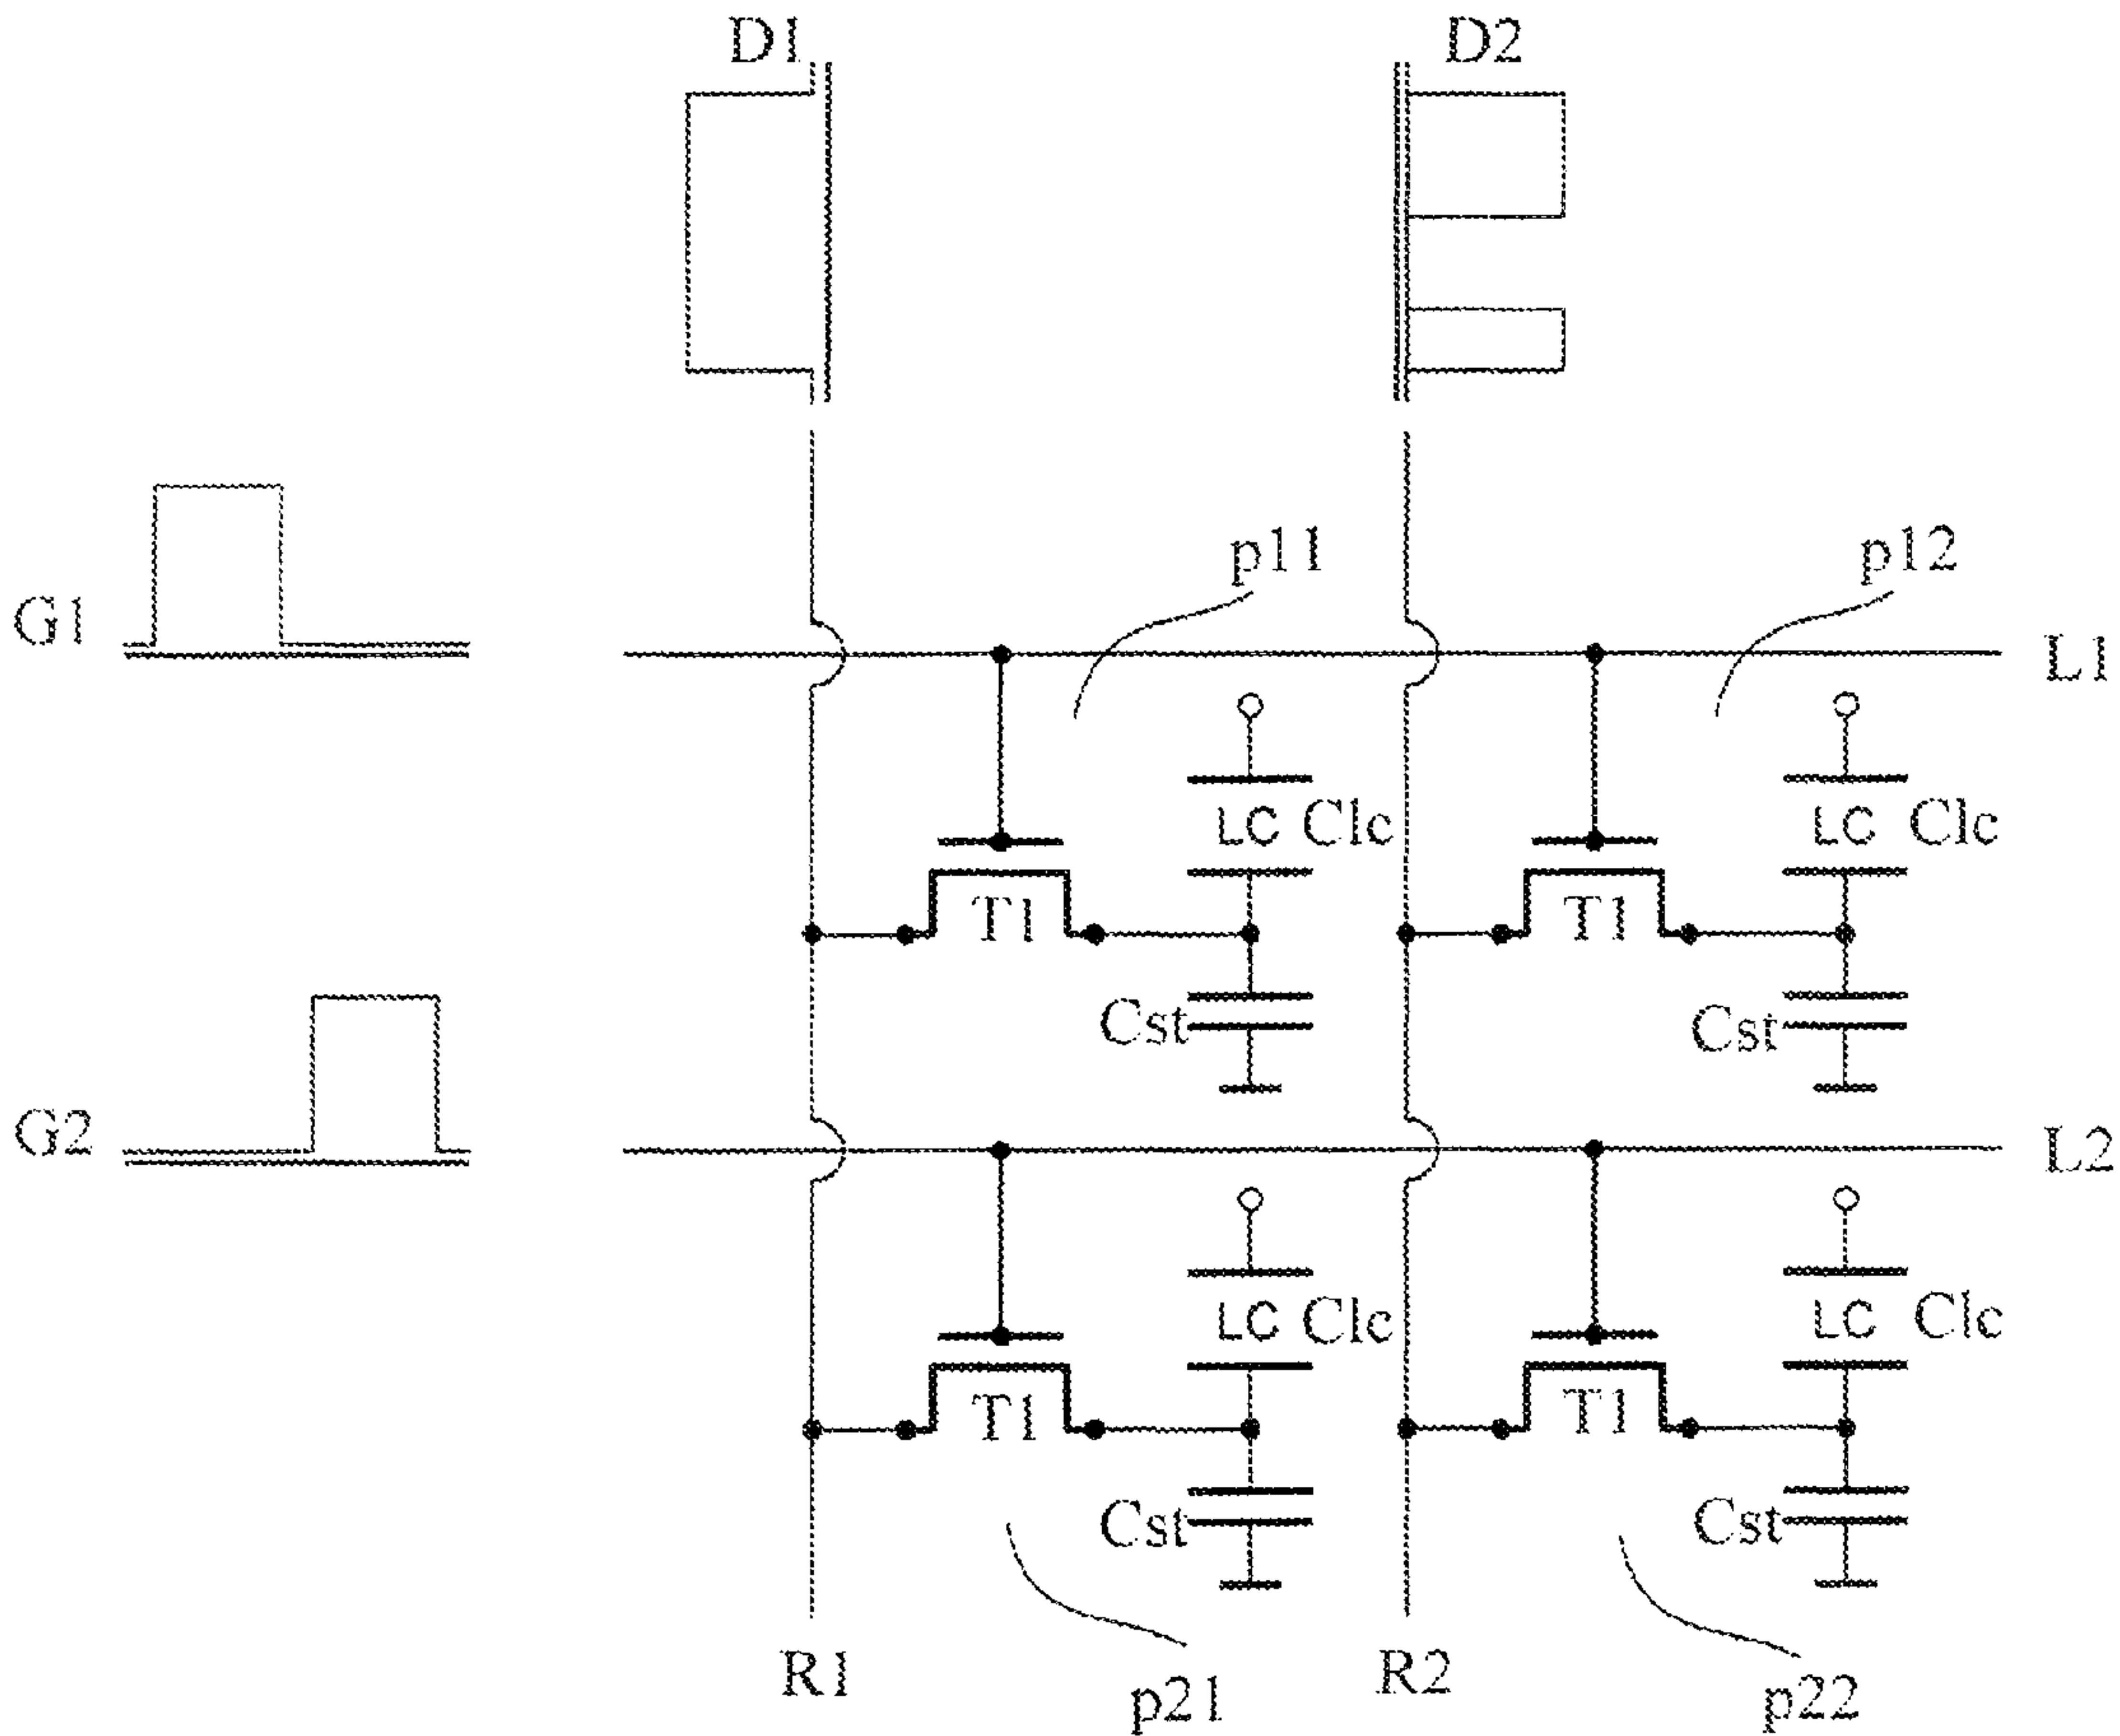 D1 D2
p11 p12
G1
L1
LC Clc LC Clc
T1 T1
Cst Cst
G2
L2
LC Clc LC Clc
T1 T1
Cst Cst
R1 R2
p21 p22